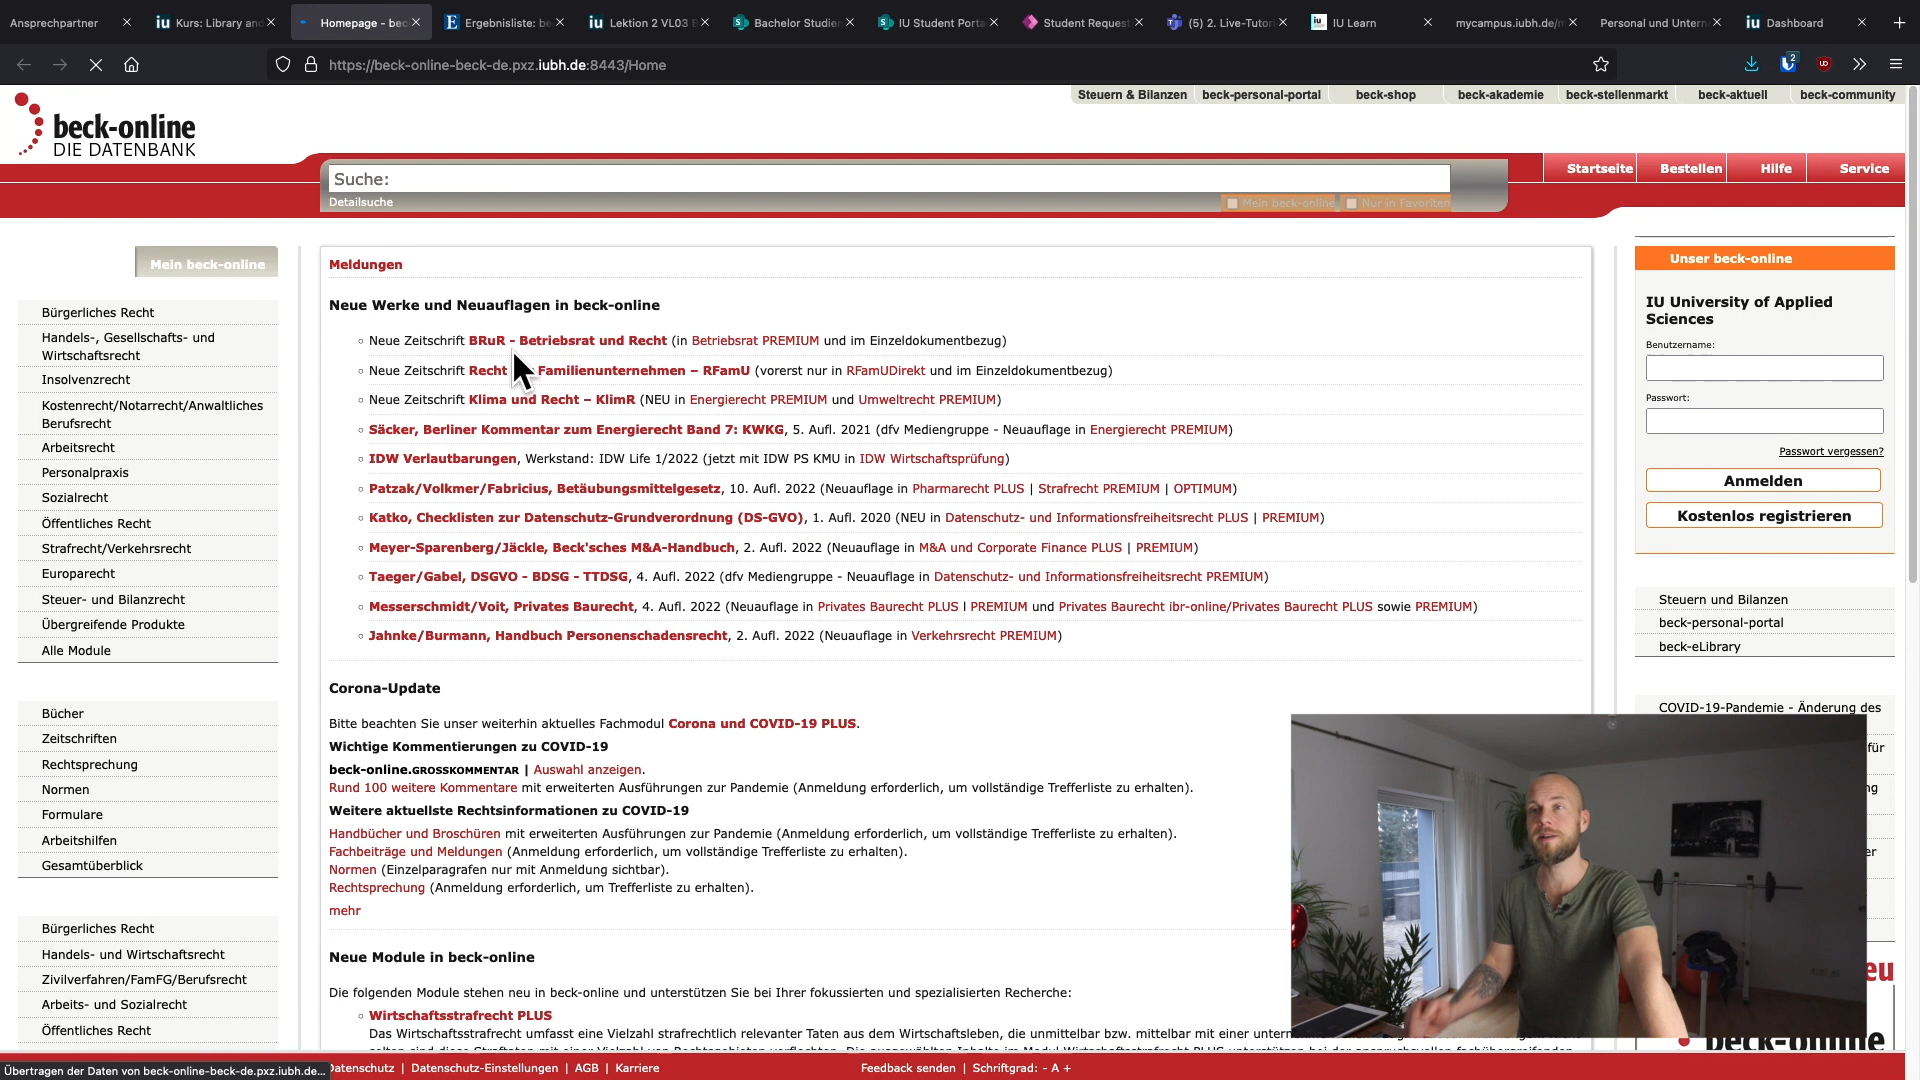 Ansprechpartner
Kurs: Library and
Homepage - bec
Ergebnisliste: be
Lektion 2 VL03 B
Bachelor Studier
IU Student Porta
Student Request
(5) 2. Live-Tutor
IU Learn
mycampus.iubh.de/m
Personal und Untern
Dashboard
https://beck-online-beck-de.pxz.iubh.de:8443/Home
Steuern & Bilanzen
beck-personal-portal
beck-shop
beck-akademie
beck-stellenmarkt
beck-aktuell
beck-community
beck-online
DIE DATENBANK
Suche:
Detailsuche
Mein beck-online
Nur in Favoriten
Startseite
Bestellen
Hilfe
Service
Mein beck-online
Bürgerliches Recht
Handels-, Gesellschafts- und
Wirtschaftsrecht
Insolvenzrecht
Kostenrecht/Notarrecht/Anwaltliches
Berufsrecht
Arbeitsrecht
Personalpraxis
Sozialrecht
Öffentliches Recht
Strafrecht/Verkehrsrecht
Europarecht
Steuer- und Bilanzrecht
Übergreifende Produkte
Alle Module
Bücher
Zeitschriften
Rechtsprechung
Normen
Formulare
Arbeitshilfen
Gesamtüberblick
Bürgerliches Recht
Handels- und Wirtschaftsrecht
Zivilverfahren/FamFG/Berufsrecht
Arbeits- und Sozialrecht
Öffentliches Recht
Meldungen
Neue Werke und Neuauflagen in beck-online
Neue Zeitschrift BRuR - Betriebsrat und Recht (in Betriebsrat PREMIUM und im Einzeldokumentbezug)
Neue Zeitschrift Recht Familienunternehmen – RFamU (vorerst nur in RFamUDirekt und im Einzeldokumentbezug)
Neue Zeitschrift Klima und Recht – KlimR (NEU in Energierecht PREMIUM und Umweltrecht PREMIUM)
Säcker, Berliner Kommentar zum Energierecht Band 7: KWKG, 5. Aufl. 2021 (dfv Mediengruppe - Neuauflage in Energierecht PREMIUM)
IDW Verlautbarungen, Werkstand: IDW Life 1/2022 (jetzt mit IDW PS KMU in IDW Wirtschaftsprüfung)
Patzak/Volkmer/Fabricius, Betäubungsmittelgesetz, 10. Aufl. 2022 (Neuauflage in Pharmarecht PLUS | Strafrecht PREMIUM | OPTIMUM)
Katko, Checklisten zur Datenschutz-Grundverordnung (DS-GVO), 1. Aufl. 2020 (NEU in Datenschutz- und Informationsfreiheitsrecht PLUS | PREMIUM)
Meyer-Sparenberg/Jäckle, Beck'sches M&A-Handbuch, 2. Aufl. 2022 (Neuauflage in M&A und Corporate Finance PLUS | PREMIUM)
Taeger/Gabel, DSGVO - BDSG - TTDSG, 4. Aufl. 2022 (dfv Mediengruppe - Neuauflage in Datenschutz- und Informationsfreiheitsrecht PREMIUM)
Messerschmidt/Voit, Privates Baurecht, 4. Aufl. 2022 (Neuauflage in Privates Baurecht PLUS I PREMIUM und Privates Baurecht ibr-online/Privates Baurecht PLUS sowie PREMIUM)
Jahnke/Burmann, Handbuch Personenschadensrecht, 2. Aufl. 2022 (Neuauflage in Verkehrsrecht PREMIUM)
Corona-Update
Bitte beachten Sie unser weiterhin aktuelles Fachmodul Corona und COVID-19 PLUS.
Wichtige Kommentierungen zu COVID-19
beck-online.GROSSKOMMENTAR | Auswahl anzeigen.
Rund 100 weitere Kommentare mit erweiterten Ausführungen zur Pandemie (Anmeldung erforderlich, um vollständige Trefferliste zu erhalten).
Weitere aktuellste Rechtsinformationen zu COVID-19
Handbücher und Broschüren mit erweiterten Ausführungen zur Pandemie (Anmeldung erforderlich, um vollständige Trefferliste zu erhalten).
Fachbeiträge und Meldungen (Anmeldung erforderlich, um vollständige Trefferliste zu erhalten).
Normen (Einzelparagrafen nur mit Anmeldung sichtbar).
Rechtsprechung (Anmeldung erforderlich, um Trefferliste zu erhalten).
mehr
Neue Module in beck-online
Die folgenden Module stehen neu in beck-online und unterstützen Sie bei Ihrer fokussierten und spezialisierten Recherche:
Wirtschaftsstrafrecht PLUS
Das Wirtschaftsstrafrecht umfasst eine Vielzahl strafrechtlich relevanter Taten aus dem Wirtschaftsleben, die unmittelbar bzw. mittelbar mit einer untern
Unser beck-online
IU University of Applied
Sciences
Benutzername:
Passwort:
Passwort vergessen?
Anmelden
Kostenlos registrieren
Steuern und Bilanzen
beck-personal-portal
beck-eLibrary
COVID-19-Pandemie - Änderung des
für
ng
er
eu
beck-online
Übertragen der Daten von beck-online-beck-de.pxz.iubh.de...
Datenschutz | Datenschutz-Einstellungen | AGB | Karriere
Feedback senden | Schriftgrad: - A +